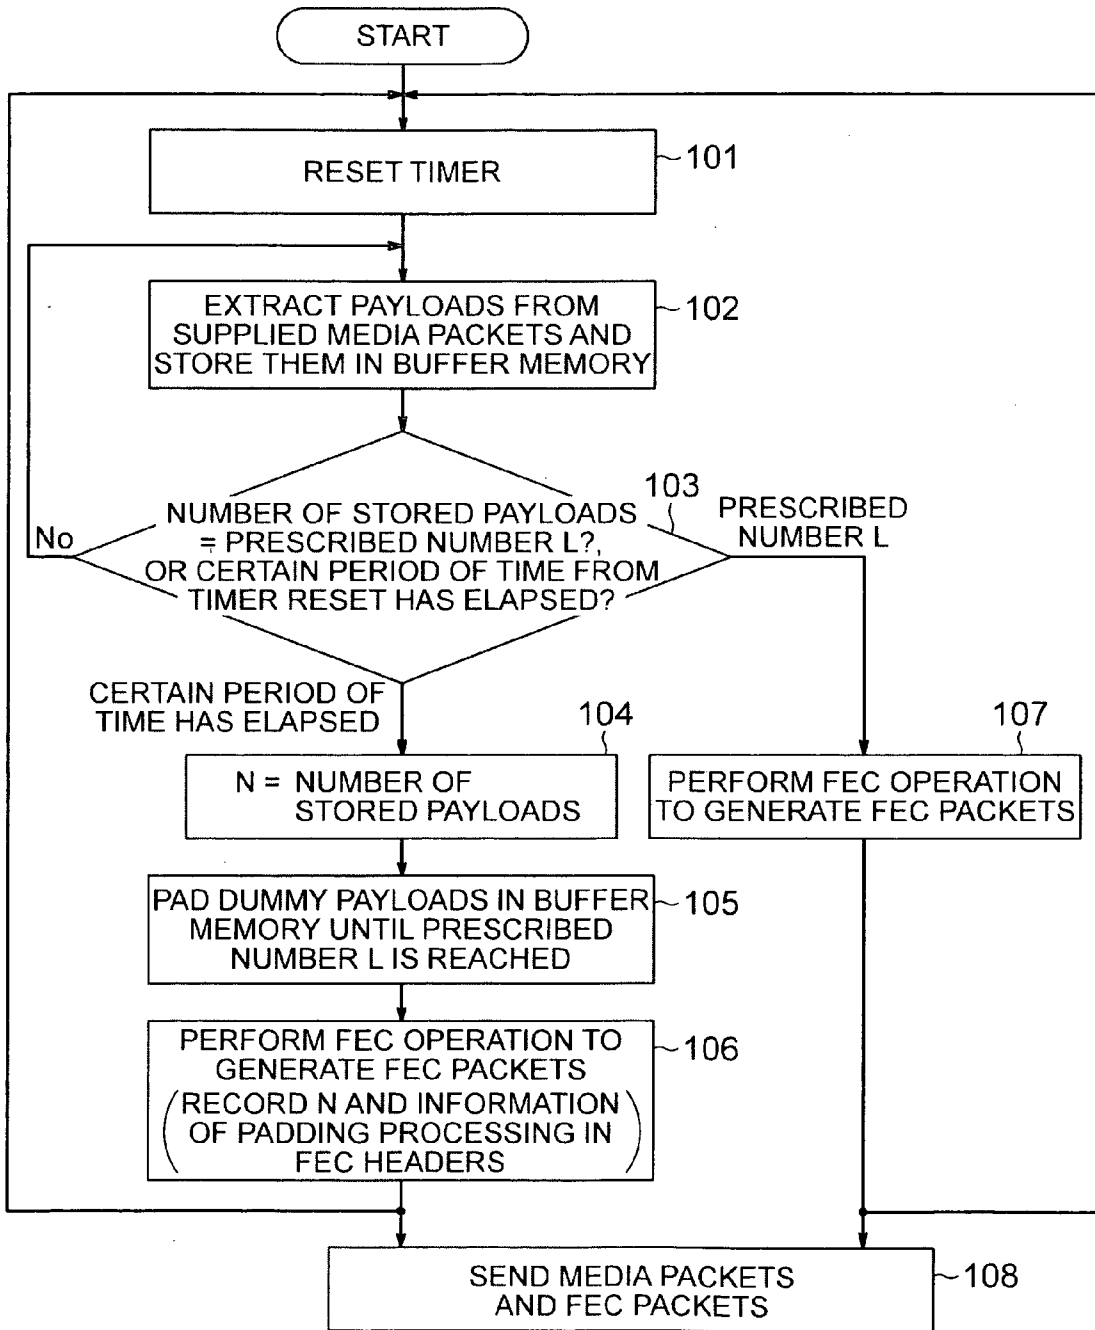 START
RESET TIMER
101
EXTRACT PAYLOADS FROM
SUPPLIED MEDIA PACKETS AND
STORE THEM IN BUFFER MEMORY
102
NUMBER OF STORED PAYLOADS
= PRESCRIBED NUMBER L?,
OR CERTAIN PERIOD OF TIME FROM
TIMER RESET HAS ELAPSED?
103
No
PRESCRIBED
NUMBER L
CERTAIN PERIOD OF
TIME HAS ELAPSED
104
N = NUMBER OF
STORED PAYLOADS
107
PERFORM FEC OPERATION
TO GENERATE FEC PACKETS
PAD DUMMY PAYLOADS IN BUFFER
MEMORY UNTIL PRESCRIBED
NUMBER L IS REACHED
105
PERFORM FEC OPERATION TO
GENERATE FEC PACKETS
(RECORD N AND INFORMATION
OF PADDING PROCESSING IN
FEC HEADERS)
106
SEND MEDIA PACKETS
AND FEC PACKETS
108